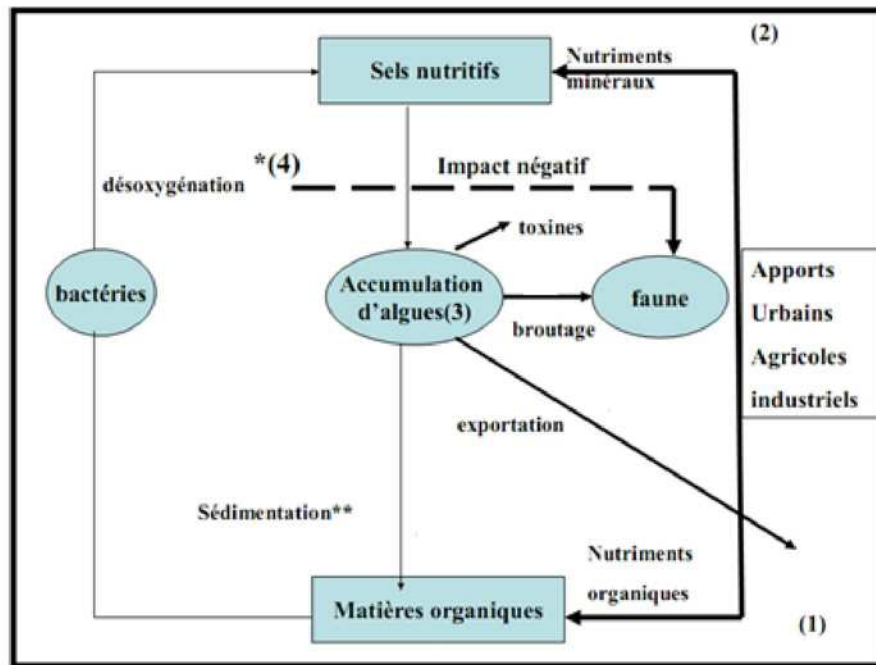 (2)
Nutriments
minéraux
Sels nutritifs
*(4)
Impact négatif
désoxygénation
toxines
bactéries
Accumulation
d'algues(3)
faune
broutage
Apports
Urbains
Agricoles
industriels
exportation
Sédimentation**
Nutriments
organiques
Matières organiques
(1)